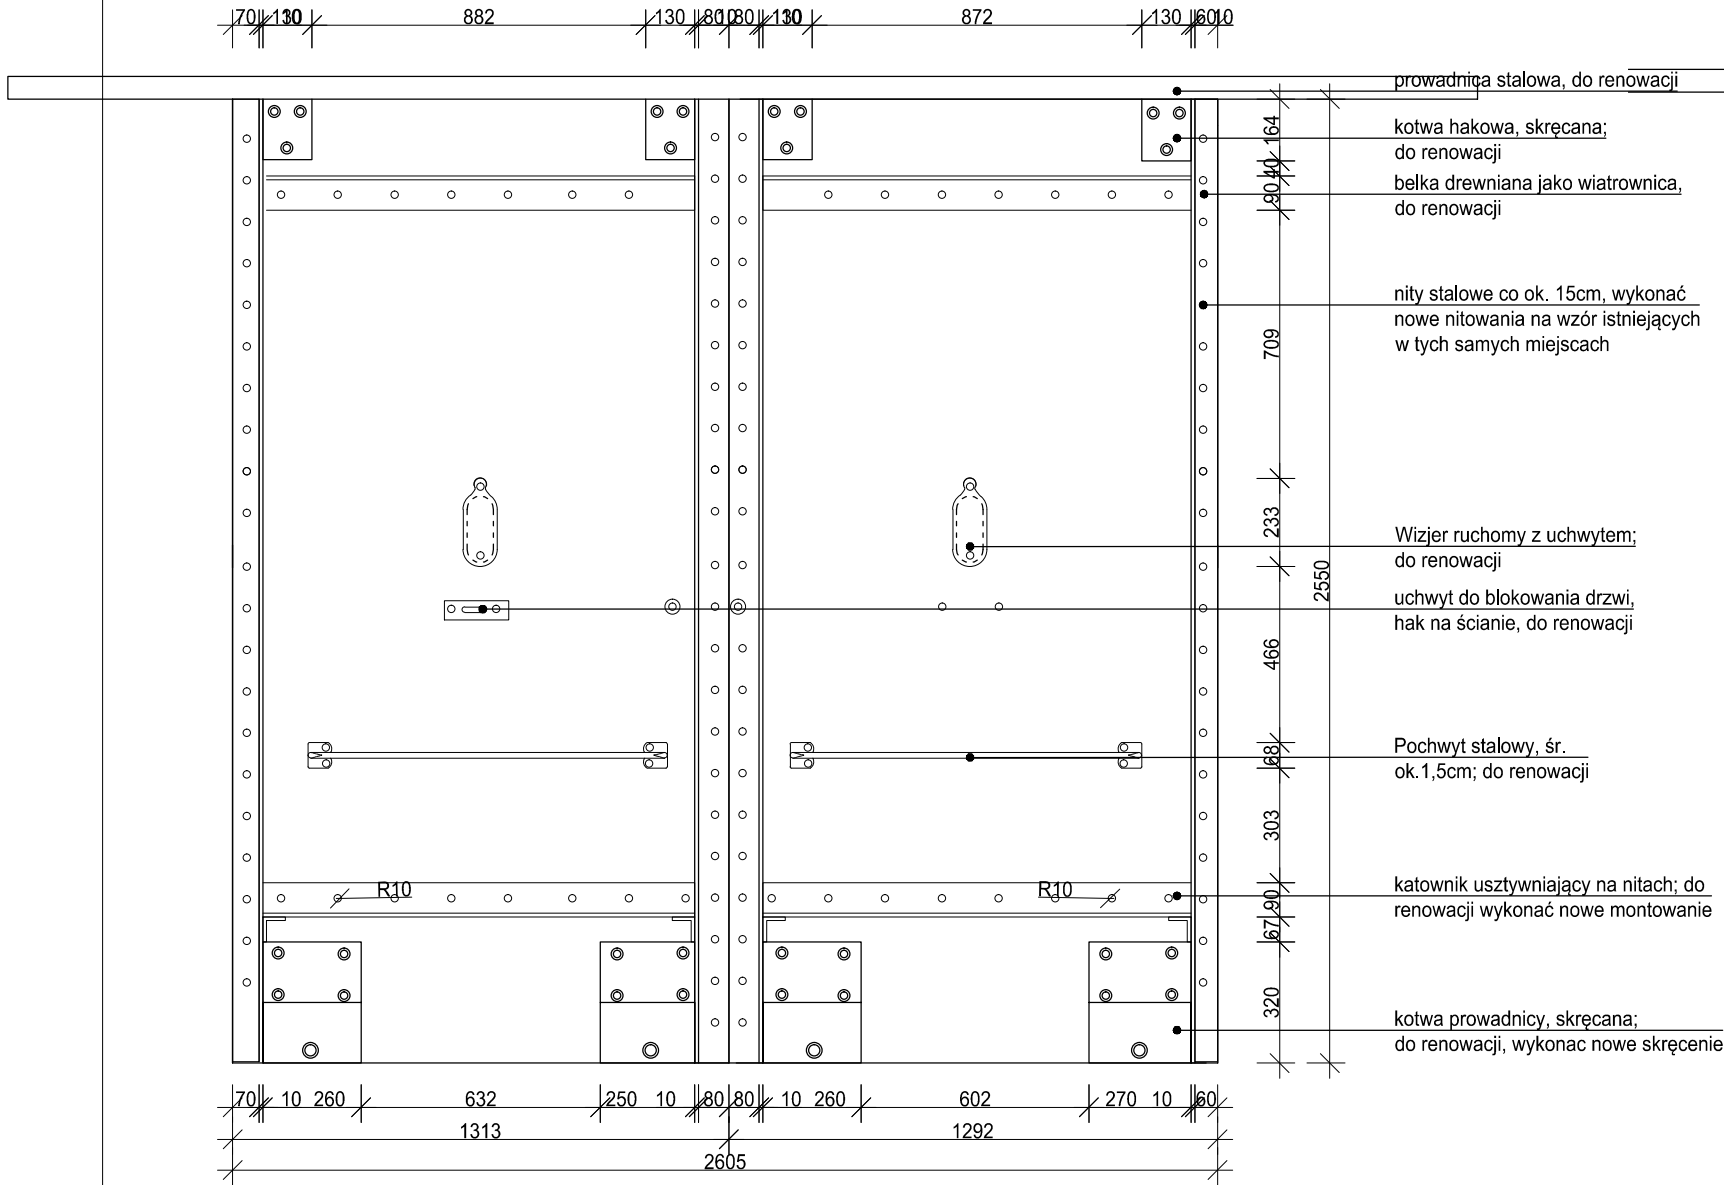 70 10 130 882 130 10 80 80 10 130 872 130 10 60
prowadnica stalowa, do renowacji
kotwa hakowa, skręcana;
do renowacji
belka drewniana jako wiatrownica,
do renowacji
nity stalowe co ok. 15cm, wykonać
nowe nitowania na wzór istniejących
w tych samych miejscach
Wizjer ruchomy z uchwytem;
do renowacji
uchwyt do blokowania drzwi,
hak na ścianie, do renowacji
Pochwyt stalowy, śr.
ok.1,5cm; do renowacji
katownik usztywniający na nitach; do
renowacji wykonać nowe montowanie
kotwa prowadnicy, skręcana;
do renowacji, wykonac nowe skręcenie
164
40
90
709
233
466
68
303
90
67
320
2550
R10 R10
70 10 260 632 250 10 80 80 10 260 602 270 10 60
1313 1292
2605